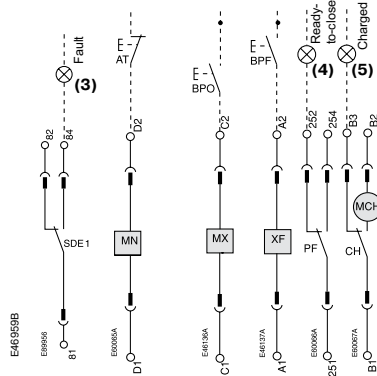 Fault
(3)
E-
AT
E-
BPO
E-
BPF
Ready-
to-close
(4)
Charged
(5)
82
84
D2
C2
A2
252
254
B3
B2
SDE1
MN
MX
XF
PF
CH
MCH
E46959B
E89956
81
E60065A
D1
E46136A
C1
E46137A
A1
E60066A
251
E60067A
B1